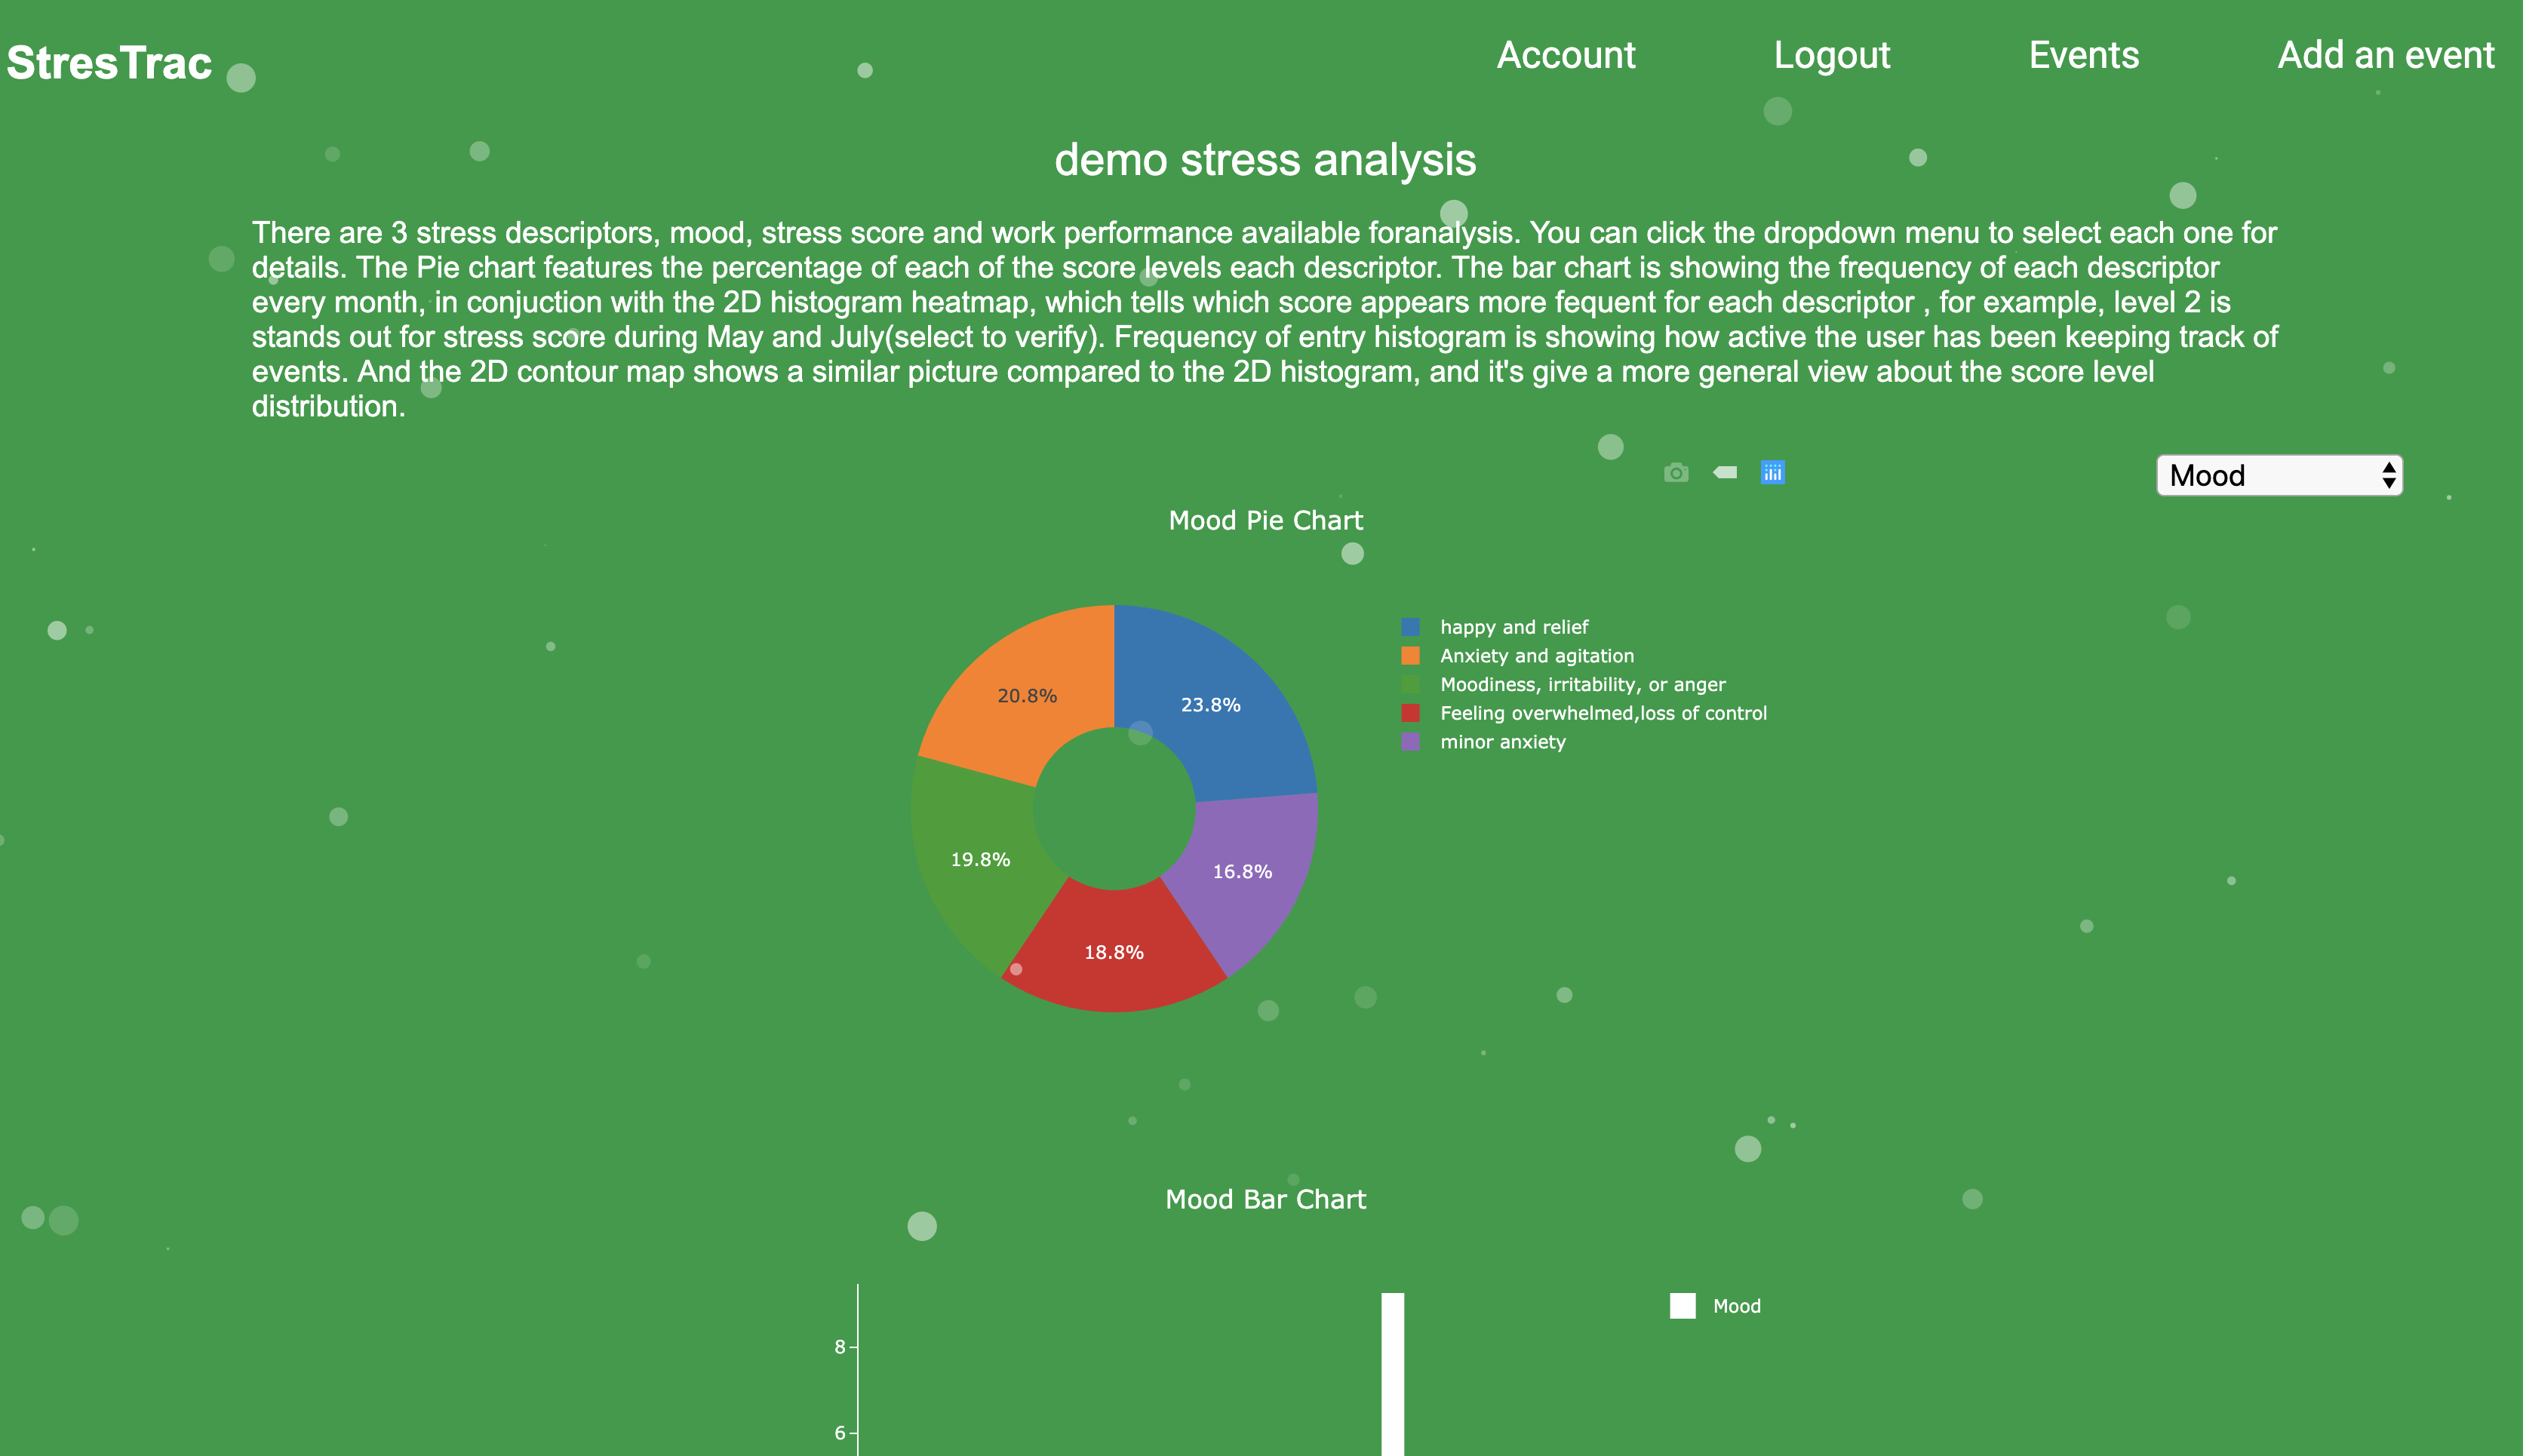 StresTrac
Account
Logout
Events
Add an event
demo stress analysis
There are 3 stress descriptors, mood, stress score and work performance available foranalysis. You can click the dropdown menu to select each one for
details. The Pie chart features the percentage of each of the score levels each descriptor. The bar chart is showing the frequency of each descriptor
every month, in conjuction with the 2D histogram heatmap, which tells which score appears more fequent for each descriptor , for example, level 2 is
stands out for stress score during May and July(select to verify). Frequency of entry histogram is showing how active the user has been keeping track of
events. And the 2D contour map shows a similar picture compared to the 2D histogram, and it's give a more general view about the score level
distribution.
Mood
Mood Pie Chart
happy and relief
Anxiety and agitation
Moodiness, irritability, or anger
Feeling overwhelmed,loss of control
minor anxiety
20.8%
23.8%
19.8%
16.8%
18.8%
Mood Bar Chart
Mood
8
6